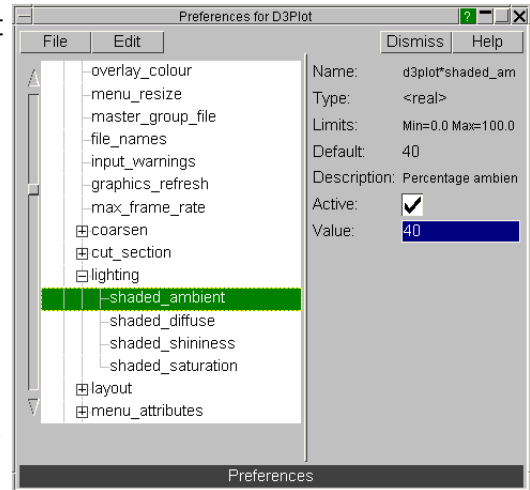 Preferences for D3Plot
?
File Edit Dismiss Help
overlay_colour
menu_resize
master_group_file
file_names
input_warnings
graphics_refresh
max_frame_rate
coarsen
cut_section
lighting
shaded_ambient
shaded_diffuse
shaded_shininess
shaded_saturation
layout
menu_attributes
Name: d3plot*shaded_am
Type: <real>
Limits: Min=0.0 Max=100.0
Default: 40
Description: Percentage ambien
Active:
Value: 40
Preferences